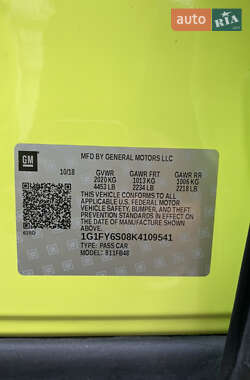 auto RIA
GM
MFD BY GENERAL MOTORS LLC
10/18 GVWR GAWR FRT GAWR RR
2020 KG 1013 KG 1006 KG
4453 LB 2234 LB 2218 LB
THIS VEHICLE CONFORMS TO ALL
APPLICABLE U.S. FEDERAL MOTOR
VEHICLE SAFETY, BUMPER, AND THEFT
PREVENTION STANDARDS IN EFFECT ON
THE DATE OF MANUFACTURE SHOWN ABOVE.
1G1FY6S08K4109541
TYPE: PASS CAR
MODEL: